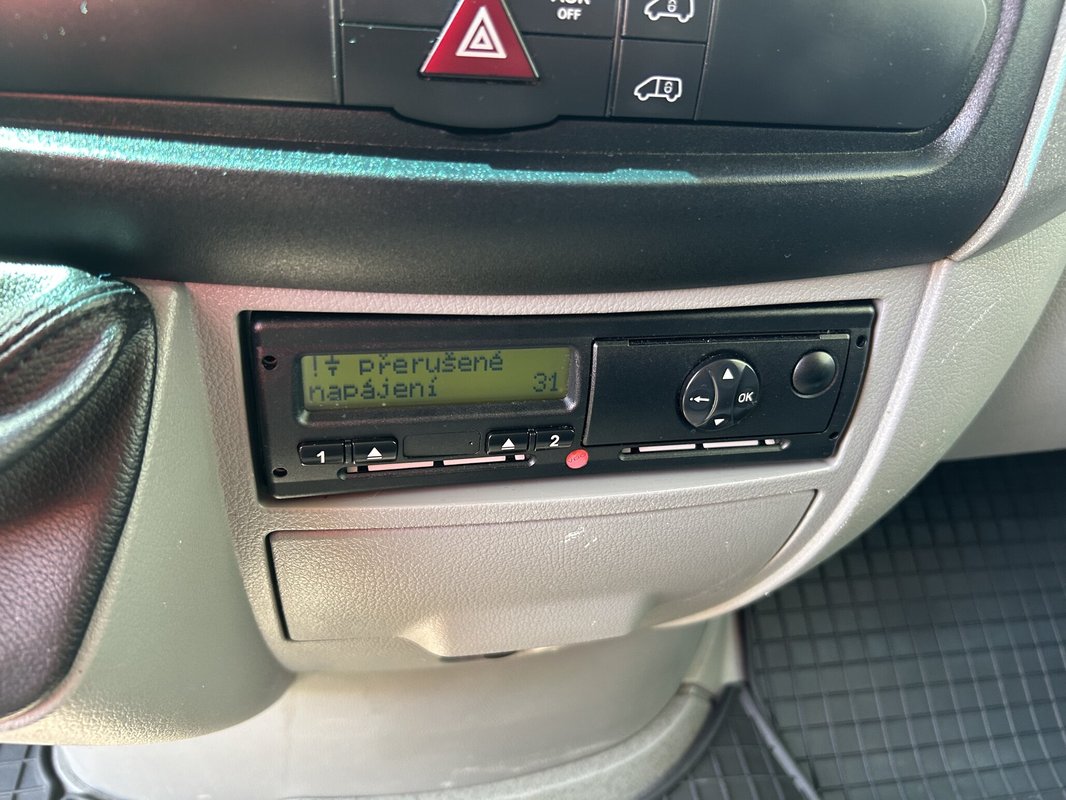 OFF
!÷ přerušené
napájení 31
OK
1
2